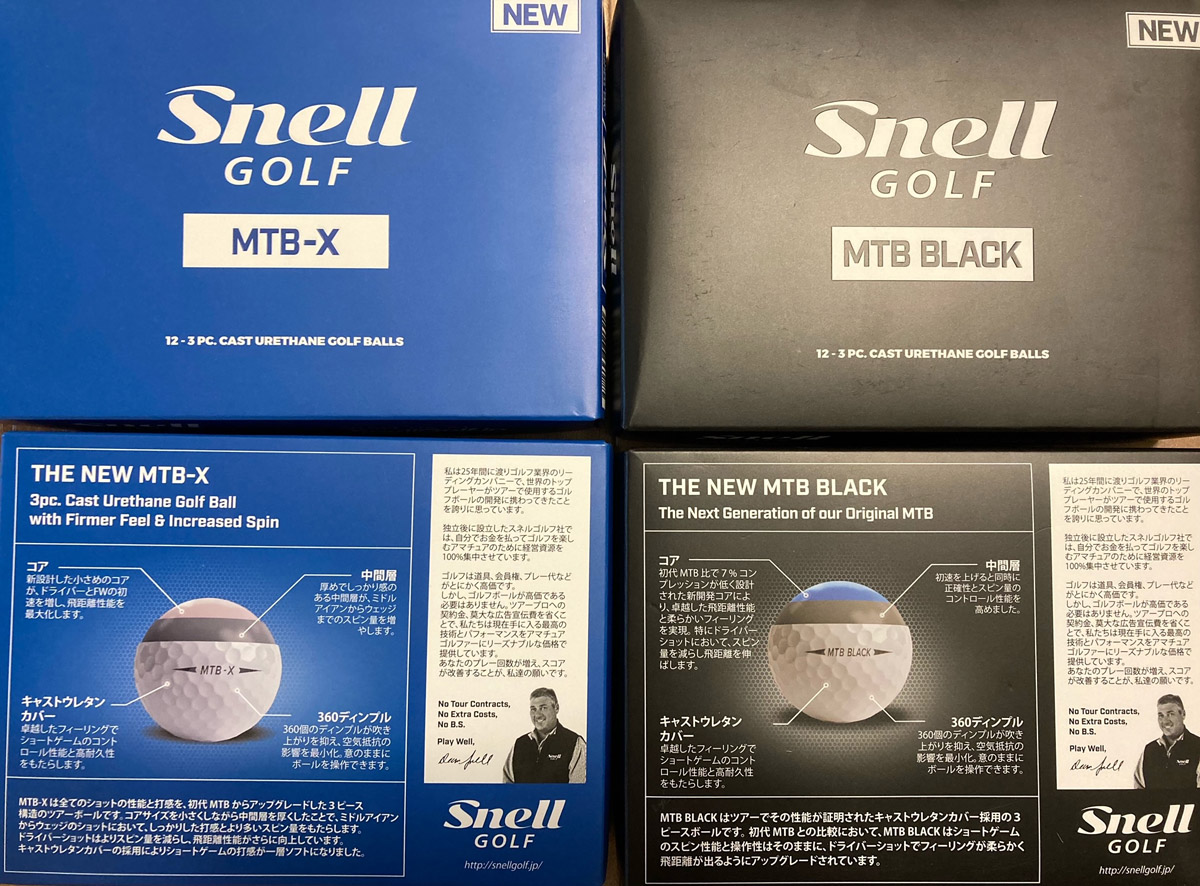 NEW
Snell
GOLF
MTB-X
12 - 3 PC. CAST URETHANE GOLF BALLS
NEW
Snell
GOLF
MTB BLACK
12 - 3 PC. CAST URETHANE GOLF BALLS
THE NEW MTB-X
3pc. Cast Urethane Golf Ball
with Firmer Feel & Increased Spin
コア
新設計した小さめのコア
が、ドライバーとFWの初
速を増し、飛距離性能を
最大化します。
中間層
厚めでしっかり感の
ある中間層が、ミドル
アイアンからウェッジ
までのスピン量を増
やします。
MTB-X
キャストウレタン
カバー
卓越したフィーリングで
ショートゲームのコント
ロール性能と高耐久性
をもたらします。
360ディンプル
360個のディンプルが吹き
上がりを抑え、空気抵抗の
影響を最小化。意のままに
ボールを操作できます。
MTB-Xは全てのショットの性能と打感を、初代 MTB からアップグレードした 3 ピース
構造のツアーボールです。コアサイズを小さくしながら中間層を厚くしたことで、ミドルアイアン
からウェッジのショットにおいて、しっかりした打感とより多いスピン量をもたらします。
ドライバーショットはよりスピン量を減らし、飛距離性能がさらに向上しています。
キャストウレタンカバーの採用によりショートゲームの打感が一層ソフトになりました。
私は25年間に渡りゴルフ業界のリー
ディングカンパニーで、世界のトップ
プレーヤーがツアーで使用するゴル
フボールの開発に携わってきたこと
を誇りに思っています。
独立後に設立したスネルゴルフ社で
は、自分でお金を払ってゴルフを楽し
むアマチュアのために経営資源を
100%集中させています。
ゴルフは道具、会員権、プレー代など
がとにかく高価です。
しかし、ゴルフボールが高価である
必要はありません。ツアープロへの
契約金、莫大な広告宣伝費を省くこ
とで、私たちは現在手に入る最高の
技術とパフォーマンスをアマチュア
ゴルファーにリーズナブルな価格で
提供しています。
あなたのプレー回数が増え、スコア
が改善することが、私達の願いです。
No Tour Contracts,
No Extra Costs,
No B.S.
Play Well,
Dean Snell
Snell
GOLF
http://snellgolf.jp/
THE NEW MTB BLACK
The Next Generation of our Original MTB
コア
初代 MTB 比で 7 % コン
プレッションが低く設計
された新開発コアによ
り、卓越した飛距離性能
と柔らかいフィーリング
を実現。特にドライバー
ショットにおいて、スピン
量を減らし飛距離を伸
ばします。
中間層
初速を上げると同時に
正確性とスピン量の
コントロール性能を
高めました。
MTB BLACK
キャストウレタン
カバー
卓越したフィーリングで
ショートゲームのコント
ロール性能と高耐久性
をもたらします。
360ディンプル
360個のディンプルが吹き
上がりを抑え、空気抵抗の
影響を最小化。意のままに
ボールを操作できます。
MTB BLACK はツアーでその性能が証明されたキャストウレタンカバー採用の 3
ピースボールです。初代 MTB との比較において、MTB BLACK はショートゲーム
のスピン性能と操作性はそのままに、ドライバーショットでフィーリングが柔らかく
飛距離が出るようにアップグレードされています。
私は25年間に渡りゴルフ業界のリー
ディングカンパニーで、世界のトップ
プレーヤーがツアーで使用するゴル
フボールの開発に携わってきたこと
を誇りに思っています。
独立後に設立したスネルゴルフ社で
は、自分でお金を払ってゴルフを楽し
むアマチュアのために経営資源を
100%集中させています。
ゴルフは道具、会員権、プレー代など
がとにかく高価です。
しかし、ゴルフボールが高価である
必要はありません。ツアープロへの
契約金、莫大な広告宣伝費を省くこ
とで、私たちは現在手に入る最高の
技術とパフォーマンスをアマチュア
ゴルファーにリーズナブルな価格で
提供しています。
あなたのプレー回数が増え、スコア
が改善することが、私達の願いです。
No Tour Contracts,
No Extra Costs,
No B.S.
Play Well,
Dean Snell
Snell
GOLF
http://snellgolf.jp/